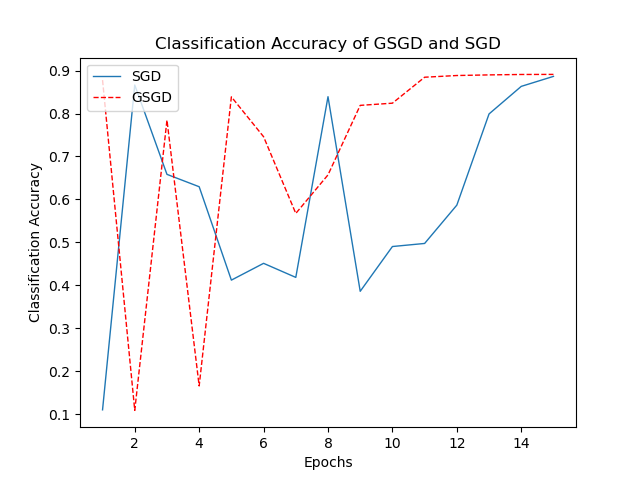 Classification Accuracy of GSGD and SGD
SGD
GSGD
Classification Accuracy
0.9
0.8
0.7
0.6
0.5
0.4
0.3
0.2
0.1
2 4 6 8 10 12 14
Epochs